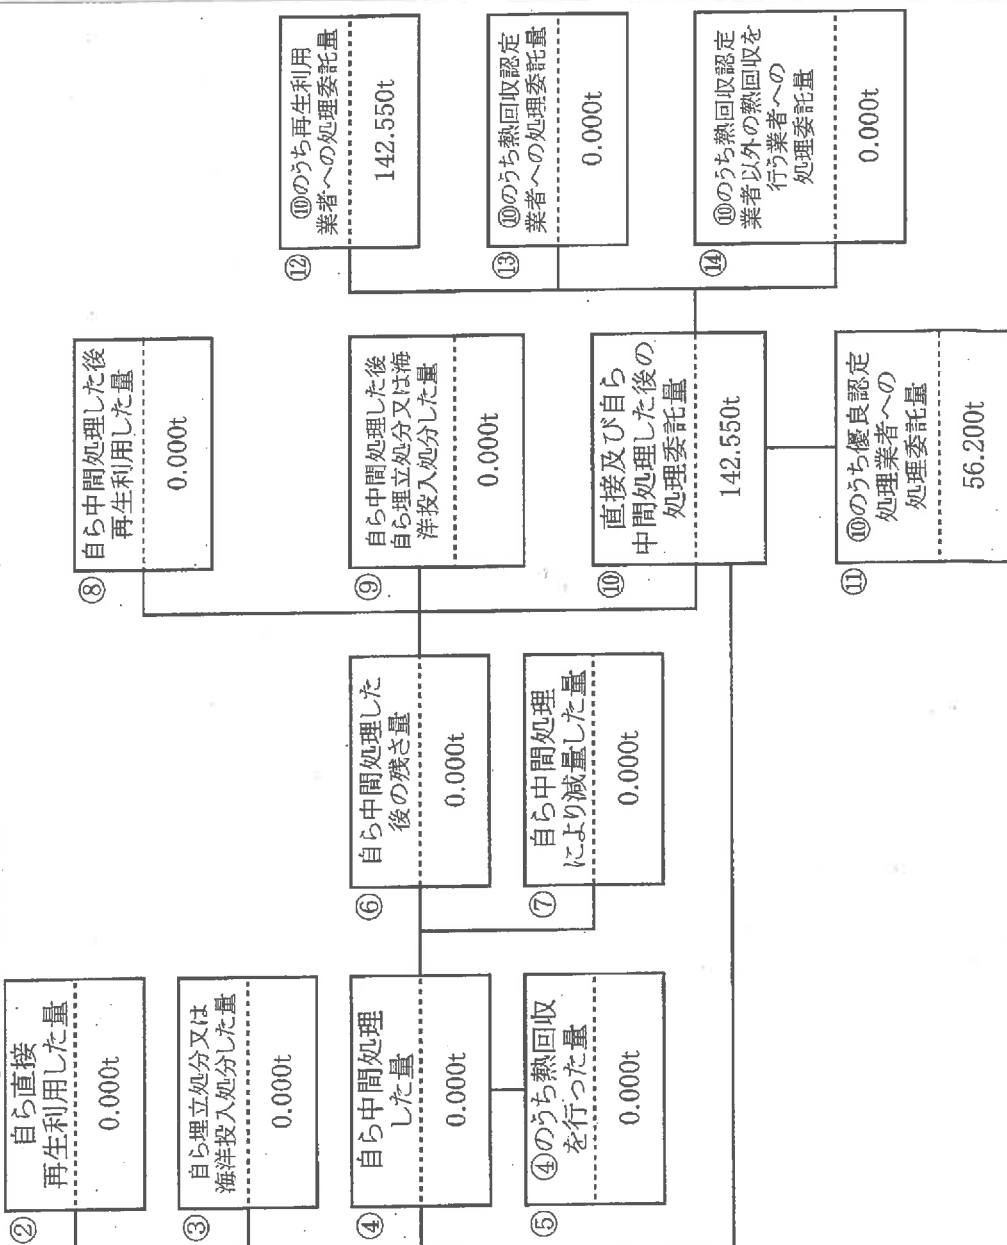 ②
自ら直接
再生利用した量
0.000t
③
自ら埋立処分又は
海洋投入処分した量
0.000t
④
自ら中間処理
した量
0.000t
⑤
④のうち熱回収
を行った量
0.000t
⑥
自ら中間処理した
後の残さ量
0.000t
⑦
自ら中間処理
により減量した量
0.000t
⑧
自ら中間処理した後
再生利用した量
0.000t
⑨
自ら中間処理した後
自ら埋立処分又は海
洋投入処分した量
0.000t
⑩
直接及び自ら
中間処理した後の
処理委託量
142.550t
⑪
⑩のうち優良認定
処理業者への
処理委託量
56.200t
⑫
⑩のうち再生利用
業者への処理委託量
142.550t
⑬
⑩のうち熱回収認定
業者への処理委託量
0.000t
⑭
⑩のうち熱回収認定
業者以外の熱回収を
行う業者への
処理委託量
0.000t